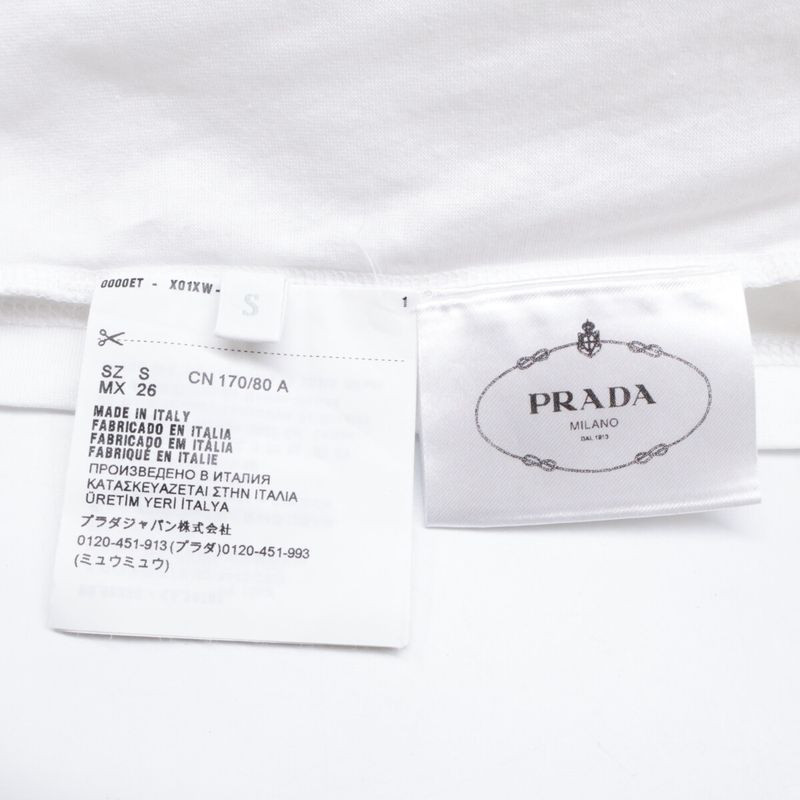 0000ET - X01XW-
S
1
SZ S CN 170/80 A
MX 26
MADE IN ITALY
FABRICADO EN ITALIA
FABRICADO EM ITÁLIA
FABRIQUÉ EN ITALIE
ПРОИЗВЕДЕНО В ИТАЛИЯ
ΚΑΤΑΣΚΕΥΑΖΕΤΑΙ ΣΤΗΝ ΙΤΑΛΙΑ
ÜRETİM YERİ İTALYA
プラダジャパン株式会社
0120-451-913(プラダ)0120-451-993
(ミュウミュウ)
PRADA
MILANO
DAL 1913